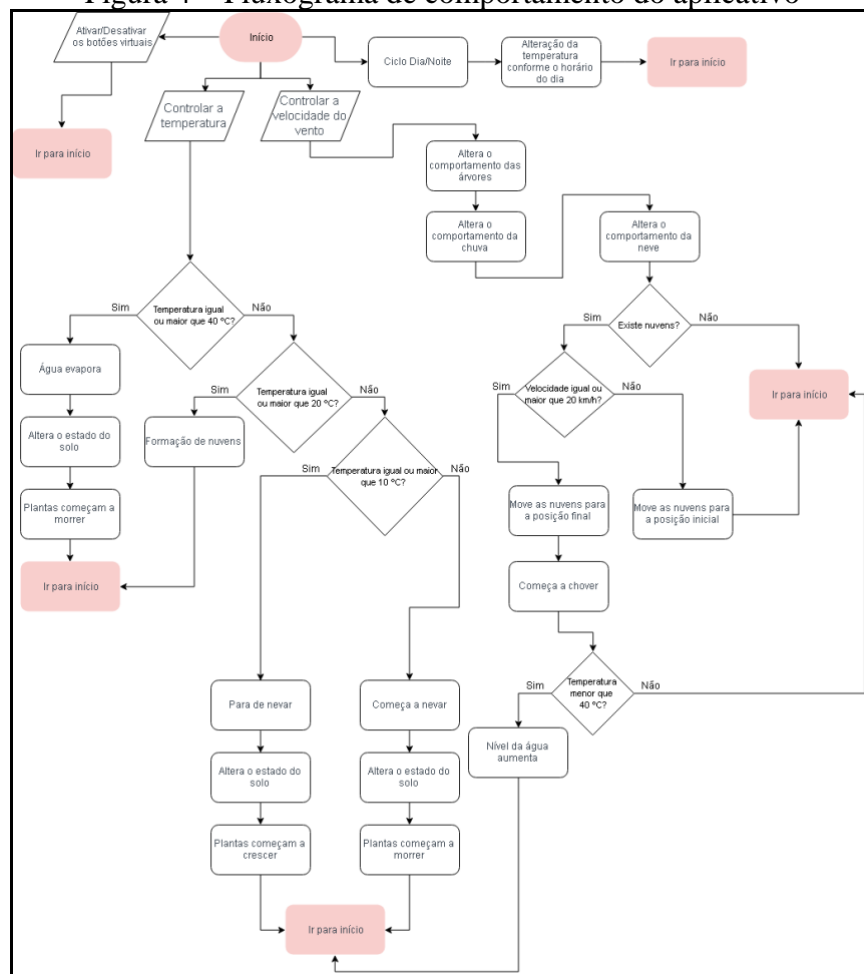 Figura 4 – Fluxograma de comportamento do aplicativo
Ativar/Desativar
os botões virtuais
Início
Ciclo Dia/Noite
Alteração da
temperatura
conforme o horário
do dia
Ir para início
Controlar a
temperatura
Controlar a
velocidade do
vento
Ir para início
Altera o
comportamento das
árvores
Altera o
comportamento da
chuva
Altera o
comportamento da
neve
Sim
Temperatura igual
ou maior que 40 ºC?
Não
Sim
Existe nuvens?
Não
Água evapora
Sim
Temperatura igual
ou maior que 20 ºC?
Não
Sim
Velocidade igual ou
maior que 20 km/h?
Não
Ir para início
Altera o estado do
solo
Formação de nuvens
Sim
Temperatura igual ou maior
que 10 ºC?
Não
Plantas começam a
morrer
Move as nuvens para
a posição final
Move as nuvens para
a posição inicial
Ir para início
Começa a chover
Para de nevar
Começa a nevar
Sim
Temperatura
menor que
40 ºC?
Não
Altera o estado do
solo
Altera o estado do
solo
Nível da água
aumenta
Plantas começam a
crescer
Plantas começam a
morrer
Ir para início